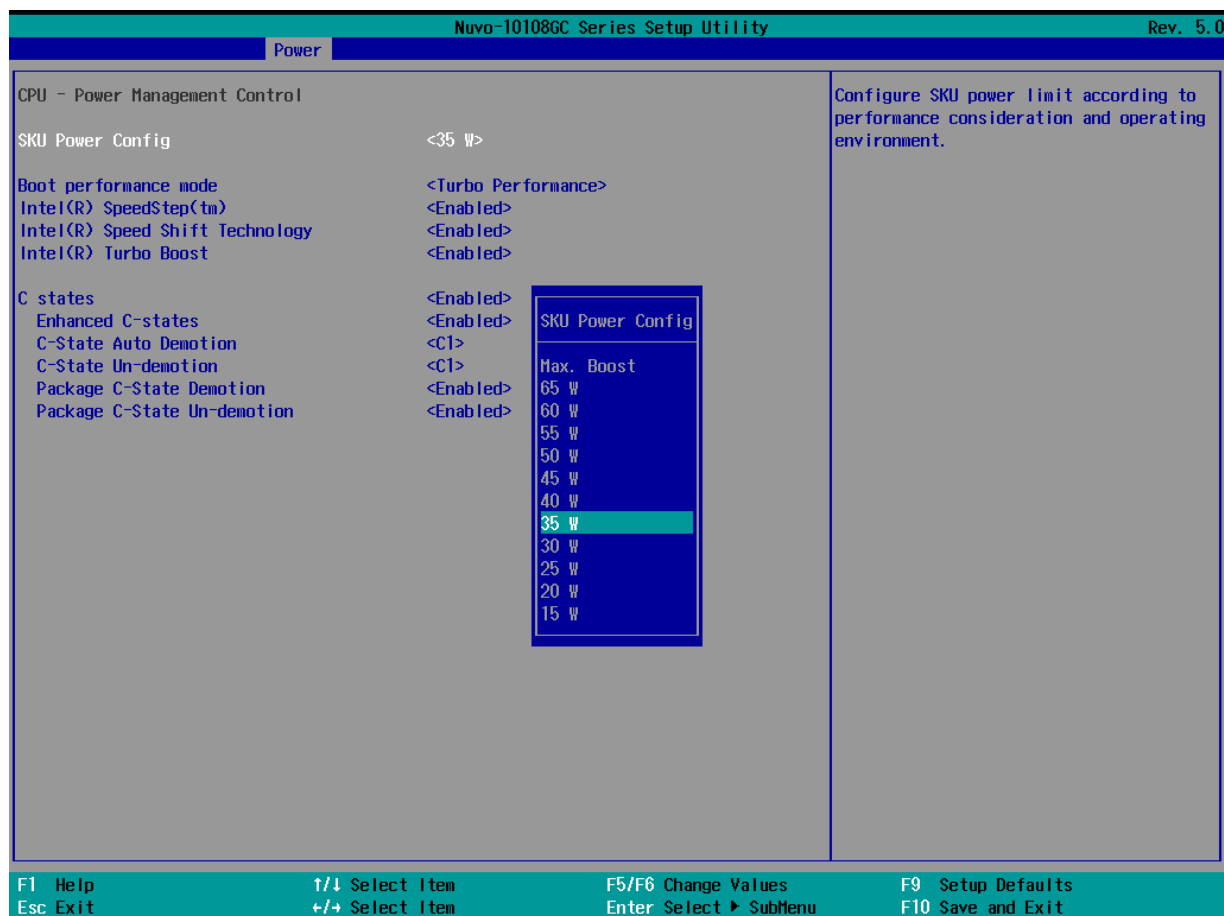 Nuvo-10108GC Series Setup Utility Rev. 5.0
Power
CPU - Power Management Control
SKU Power Config <35 W>
Boot performance mode <Turbo Performance>
Intel(R) SpeedStep(tm) <Enabled>
Intel(R) Speed Shift Technology <Enabled>
Intel(R) Turbo Boost <Enabled>
C states <Enabled>
Enhanced C-states <Enabled>
C-State Auto Demotion <C1>
C-State Un-demotion <C1>
Package C-State Demotion <Enabled>
Package C-State Un-demotion <Enabled>
SKU Power Config
Max. Boost
65 W
60 W
55 W
50 W
45 W
40 W
35 W
30 W
25 W
20 W
15 W
Configure SKU power limit according to
performance consideration and operating
environment.
F1 Help ↑/↓ Select Item F5/F6 Change Values F9 Setup Defaults
Esc Exit ←/→ Select Item Enter Select ▶ SubMenu F10 Save and Exit